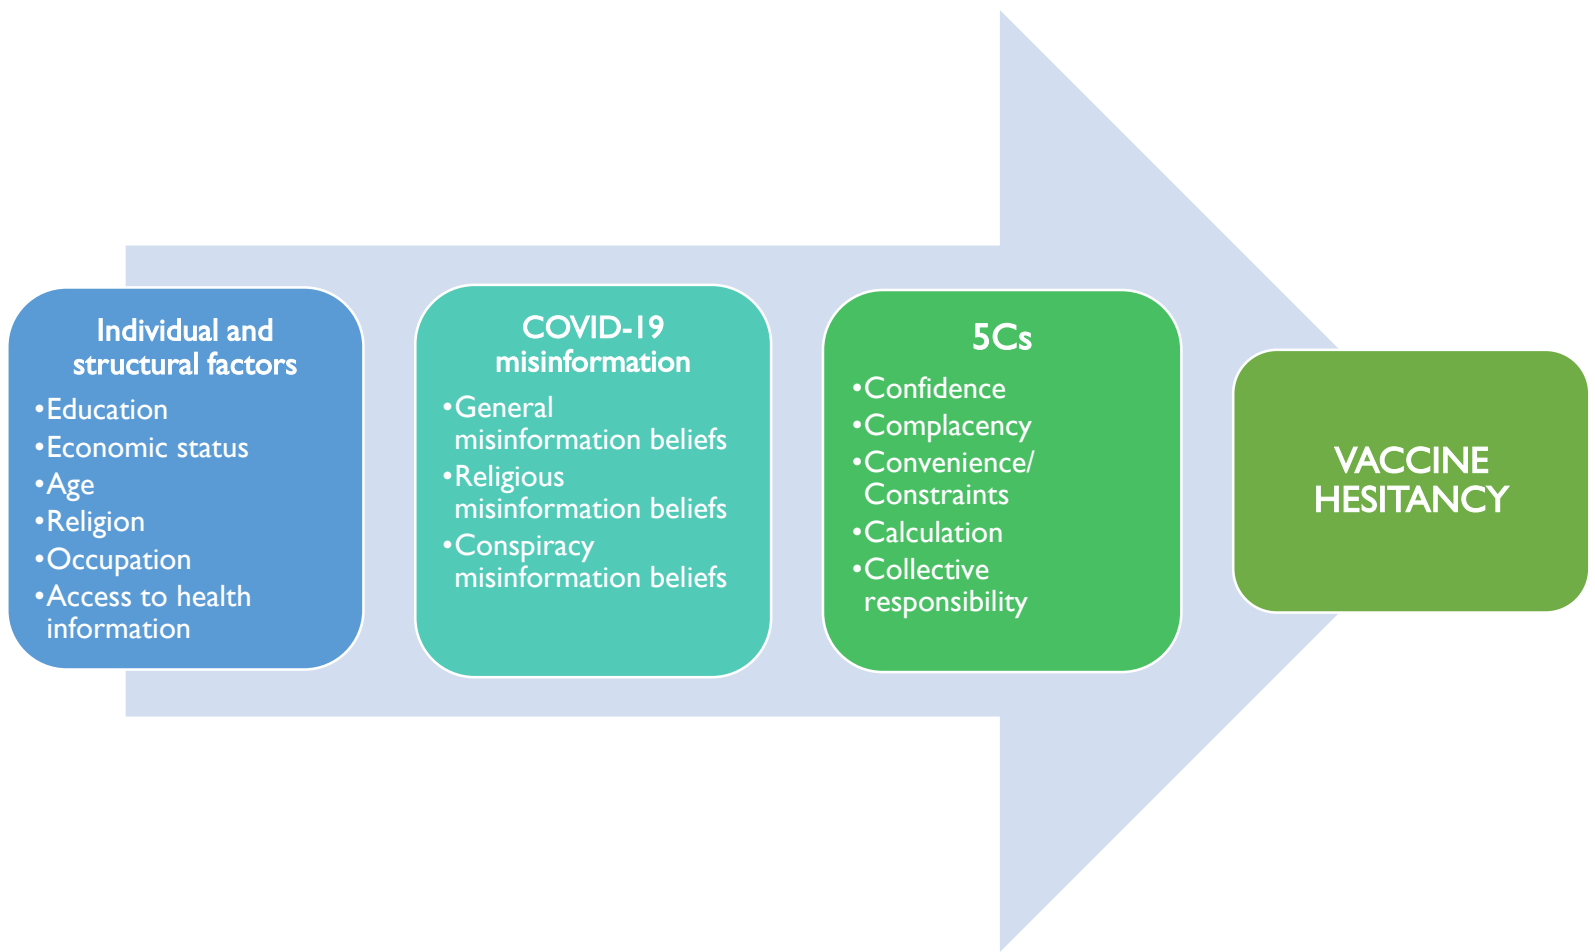 Individual and
structural factors
•Education
•Economic status
•Age
•Religion
•Occupation
•Access to health
information
COVID-19
misinformation
•General
misinformation beliefs
•Religious
misinformation beliefs
•Conspiracy
misinformation beliefs
5Cs
•Confidence
•Complacency
•Convenience/
Constraints
•Calculation
•Collective
responsibility
VACCINE
HESITANCY